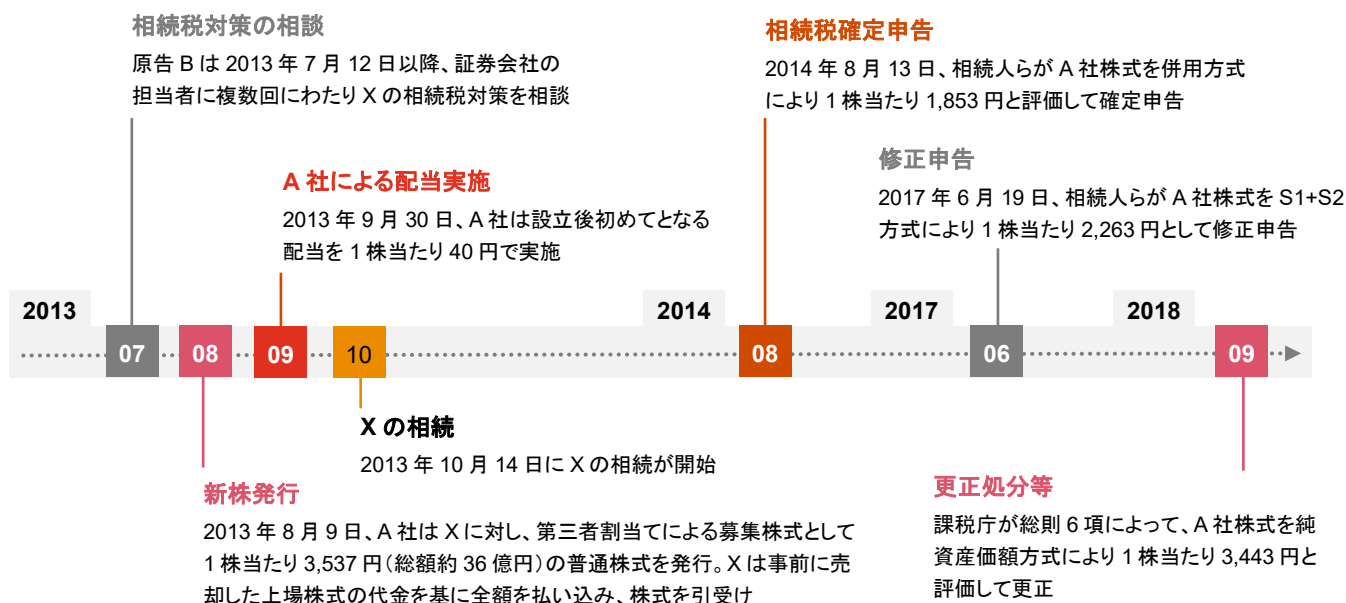 相続税対策の相談
原告 B は 2013 年 7 月 12 日以降、証券会社の
担当者に複数回にわたり X の相続税対策を相談
相続税確定申告
2014 年 8 月 13 日、相続人らが A 社株式を併用方式
により 1 株当たり 1,853 円と評価して確定申告
A 社による配当実施
2013 年 9 月 30 日、A 社は設立後初めてとなる
配当を 1 株当たり 40 円で実施
修正申告
2017 年 6 月 19 日、相続人らが A 社株式を S1+S2
方式により 1 株当たり 2,263 円として修正申告
2013
2014
2017
2018
07
08
09
10
08
06
09
X の相続
2013 年 10 月 14 日に X の相続が開始
新株発行
2013 年 8 月 9 日、A 社は X に対し、第三者割当てによる募集株式として
1 株当たり 3,537 円（総額約 36 億円）の普通株式を発行。X は事前に売
却した上場株式の代金を基に全額を払い込み、株式を引受け
更正処分等
課税庁が総則 6 項によって、A 社株式を純
資産価額方式により 1 株当たり 3,443 円と
評価して更正